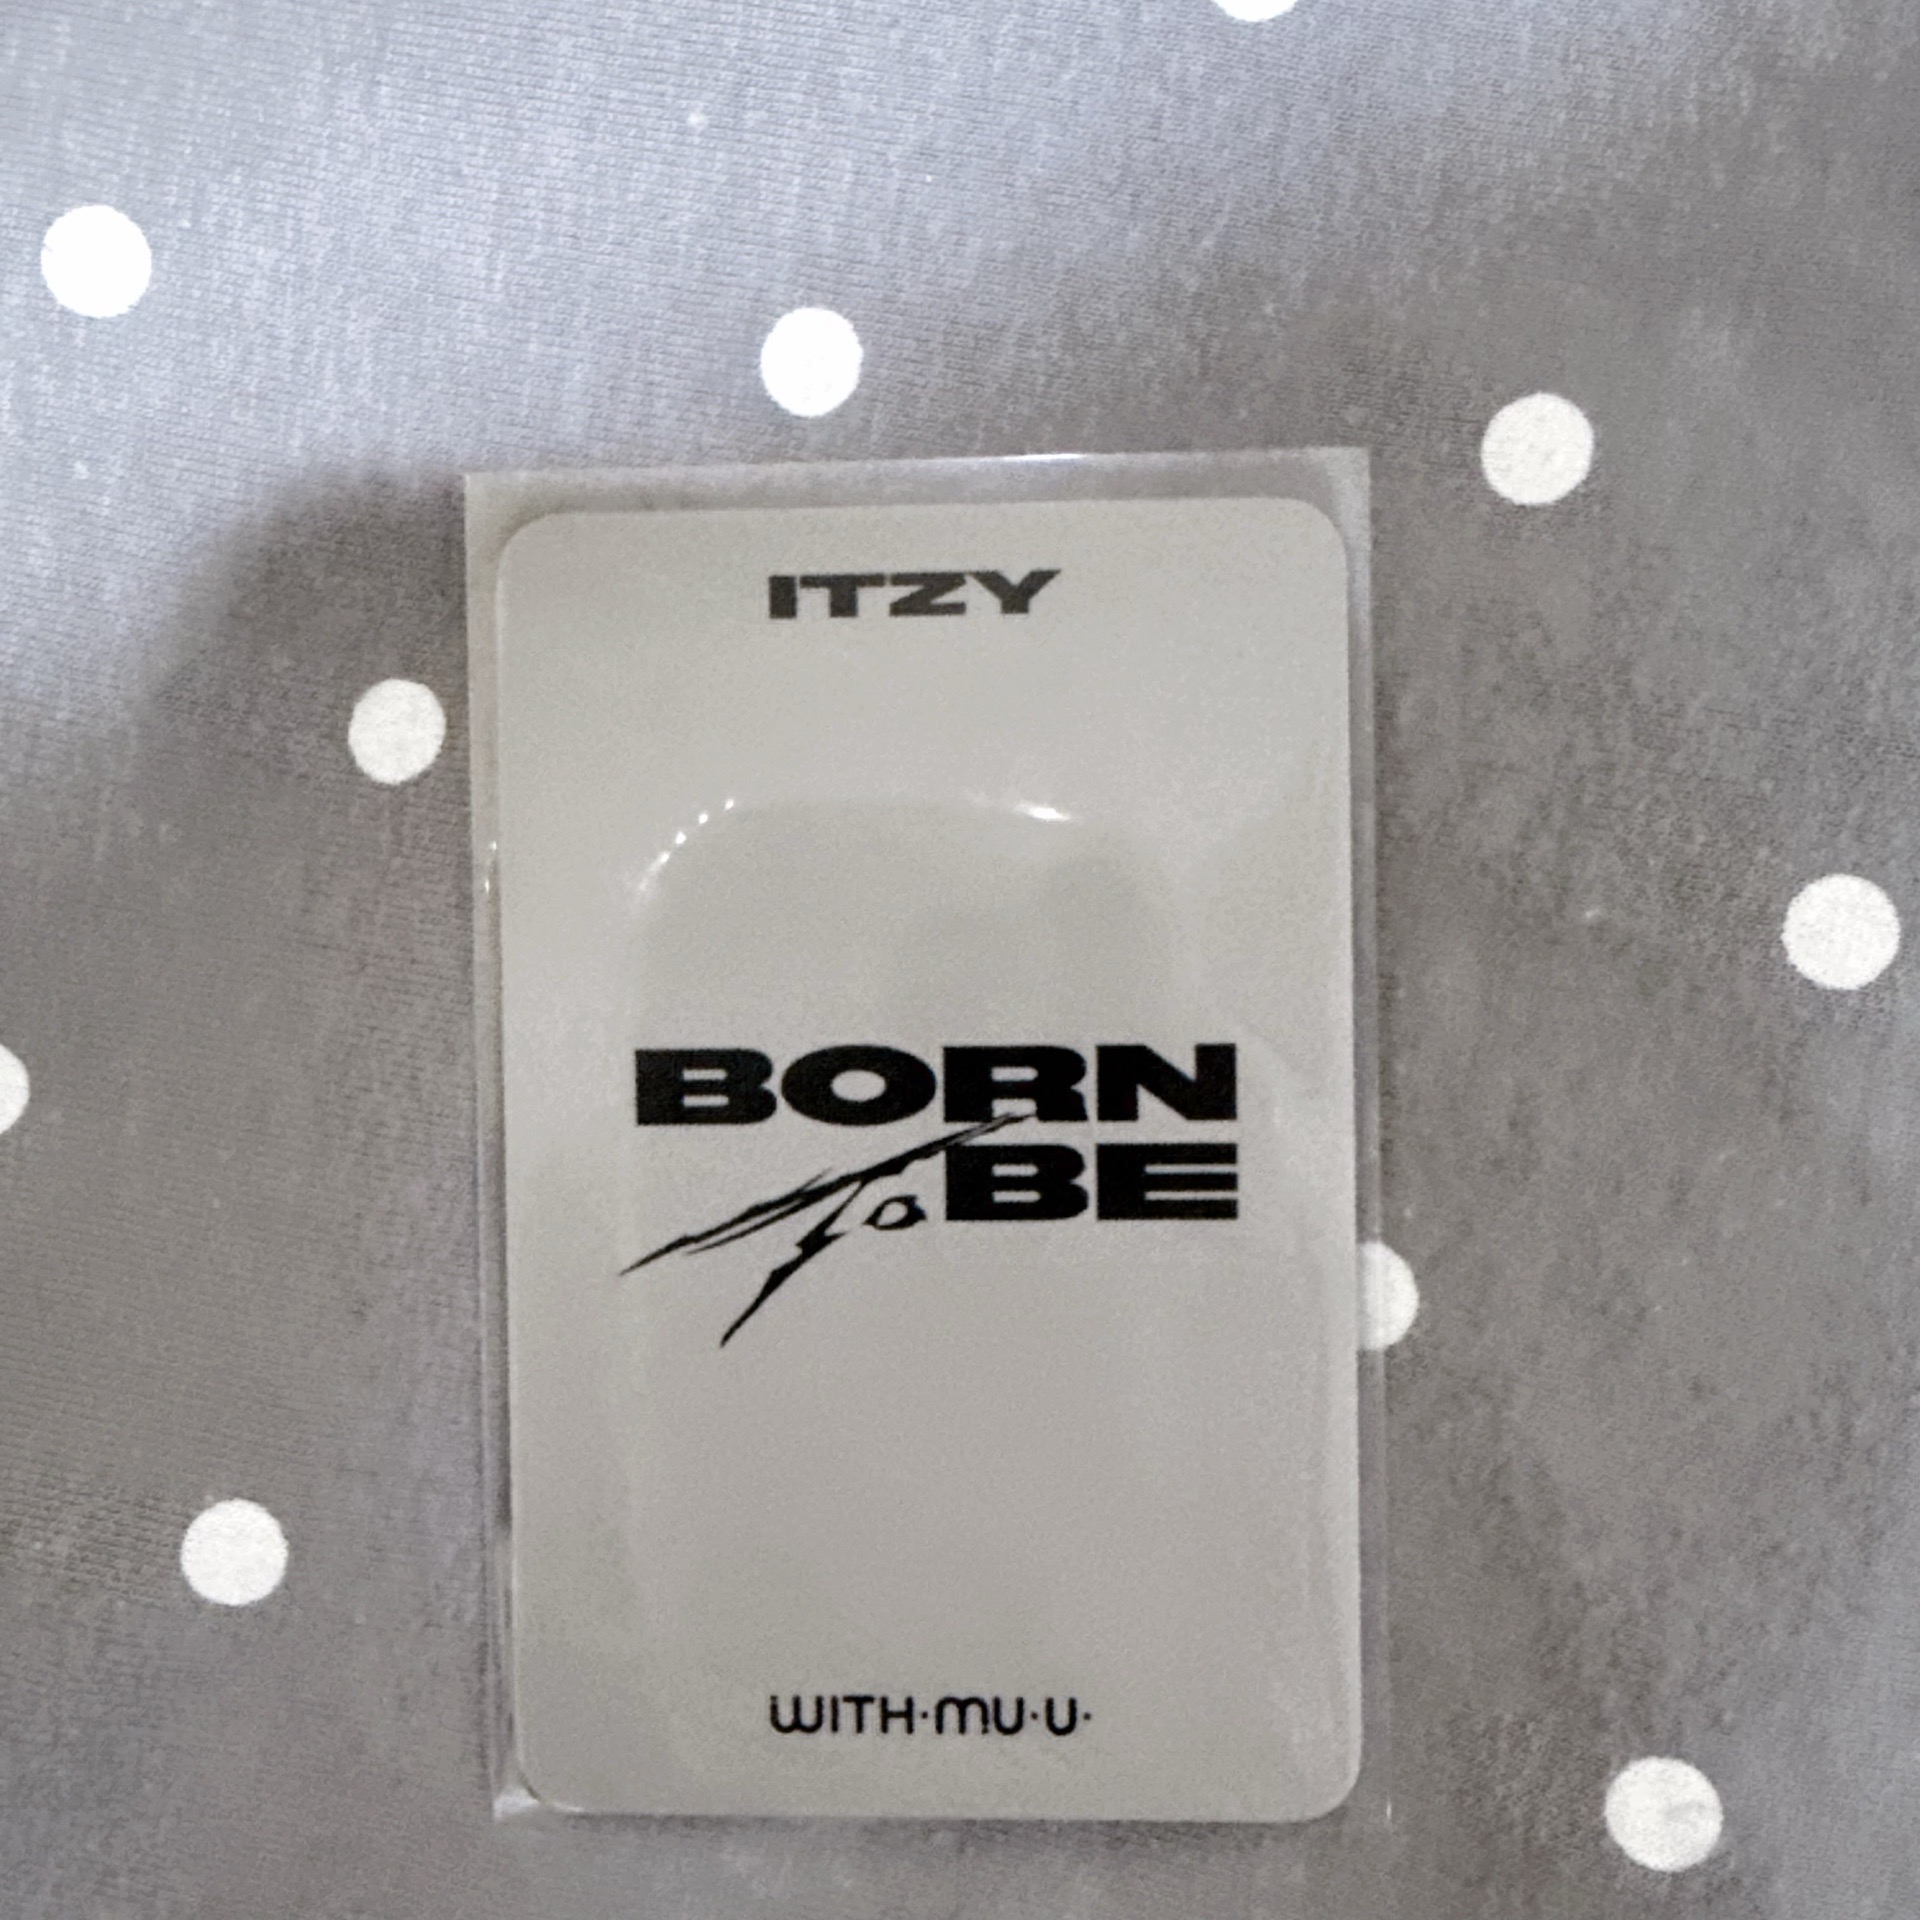 ITZY
BORN
To BE
WITH·MU·U·